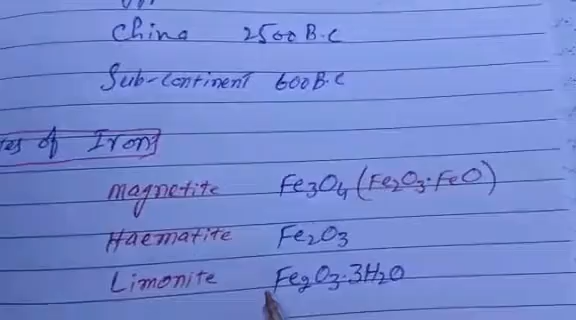 China 2500 B.C
Sub-continent 600 B.C
of Iron
magnetite Fe3O4 (Fe2O3.FeO)
Haematite Fe2O3
Limonite Fe2O3.3H2O